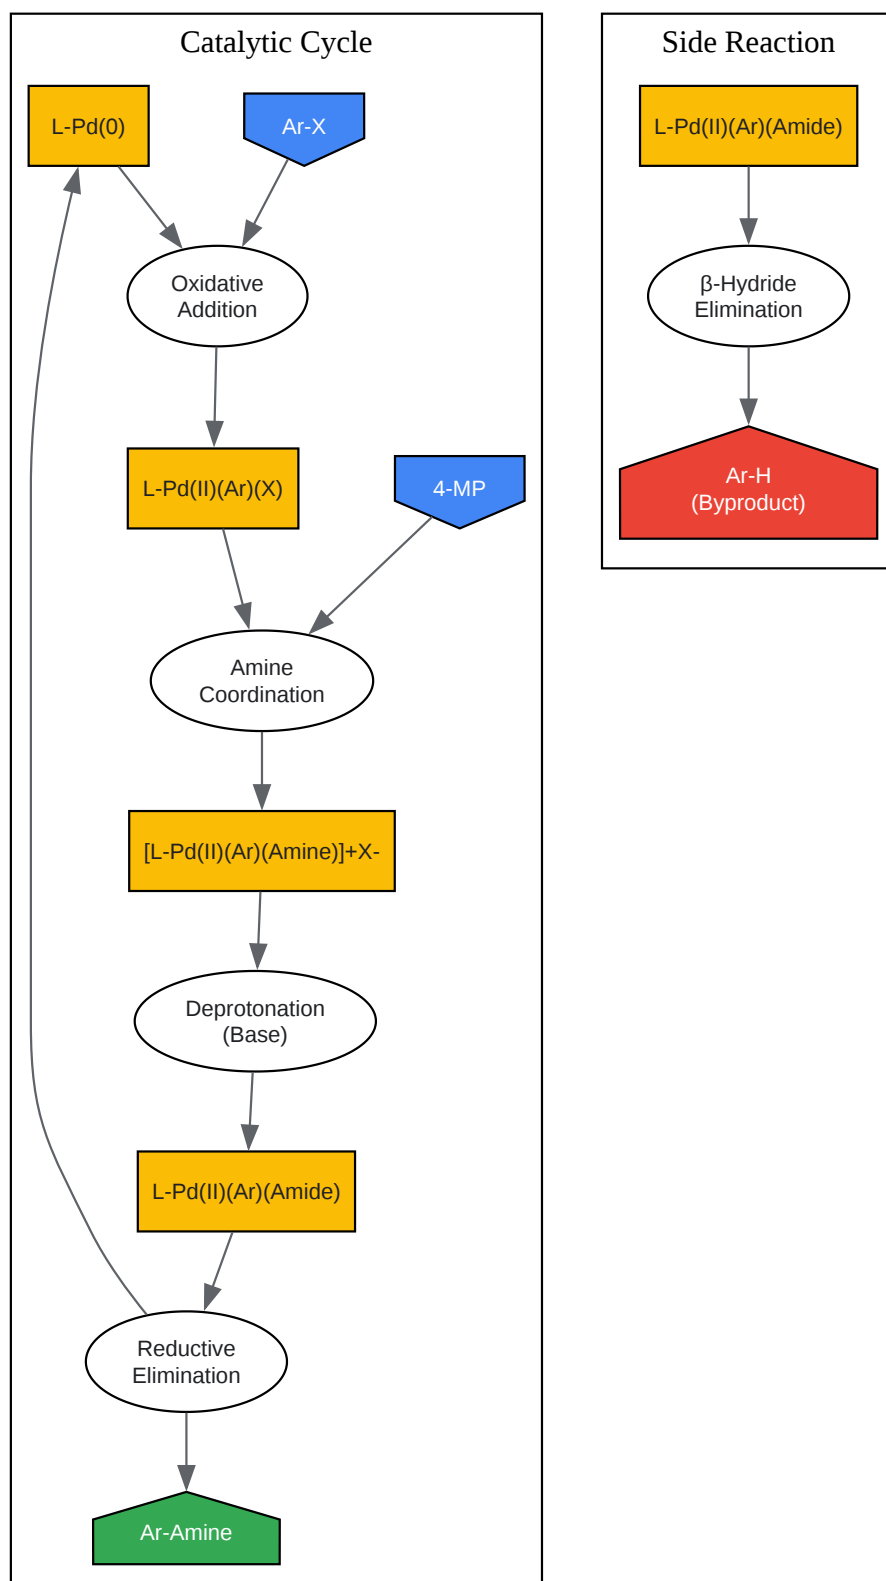 Catalytic Cycle
L-Pd(0)
Ar-X
Oxidative
Addition
L-Pd(II)(Ar)(X)
4-MP
Amine
Coordination
[L-Pd(II)(Ar)(Amine)]+X-
Deprotonation
(Base)
L-Pd(II)(Ar)(Amide)
Reductive
Elimination
Ar-Amine
Side Reaction
L-Pd(II)(Ar)(Amide)
β-Hydride
Elimination
Ar-H
(Byproduct)